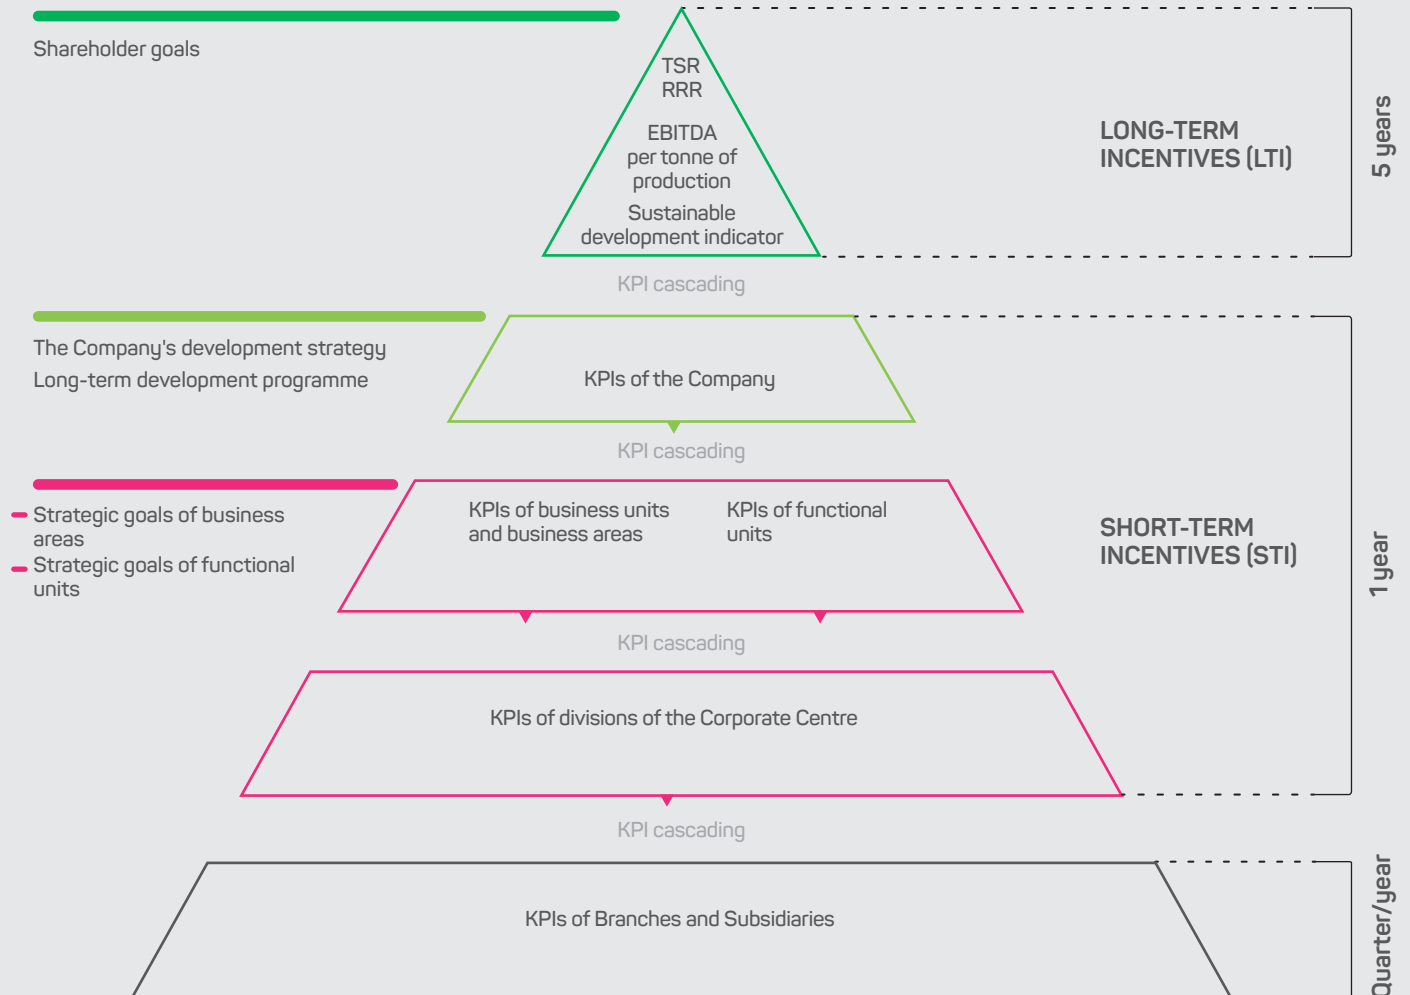 Shareholder goals
TSR
RRR
EBITDA
per tonne of
production
Sustainable
development indicator
LONG-TERM
INCENTIVES (LTI)
5 years
KPI cascading
The Company's development strategy
Long-term development programme
KPIs of the Company
KPI cascading
Strategic goals of business
areas
Strategic goals of functional
units
KPIs of business units
and business areas
KPIs of functional
units
SHORT-TERM
INCENTIVES (STI)
1 year
KPI cascading
KPIs of divisions of the Corporate Centre
KPI cascading
KPIs of Branches and Subsidiaries
Quarter/year